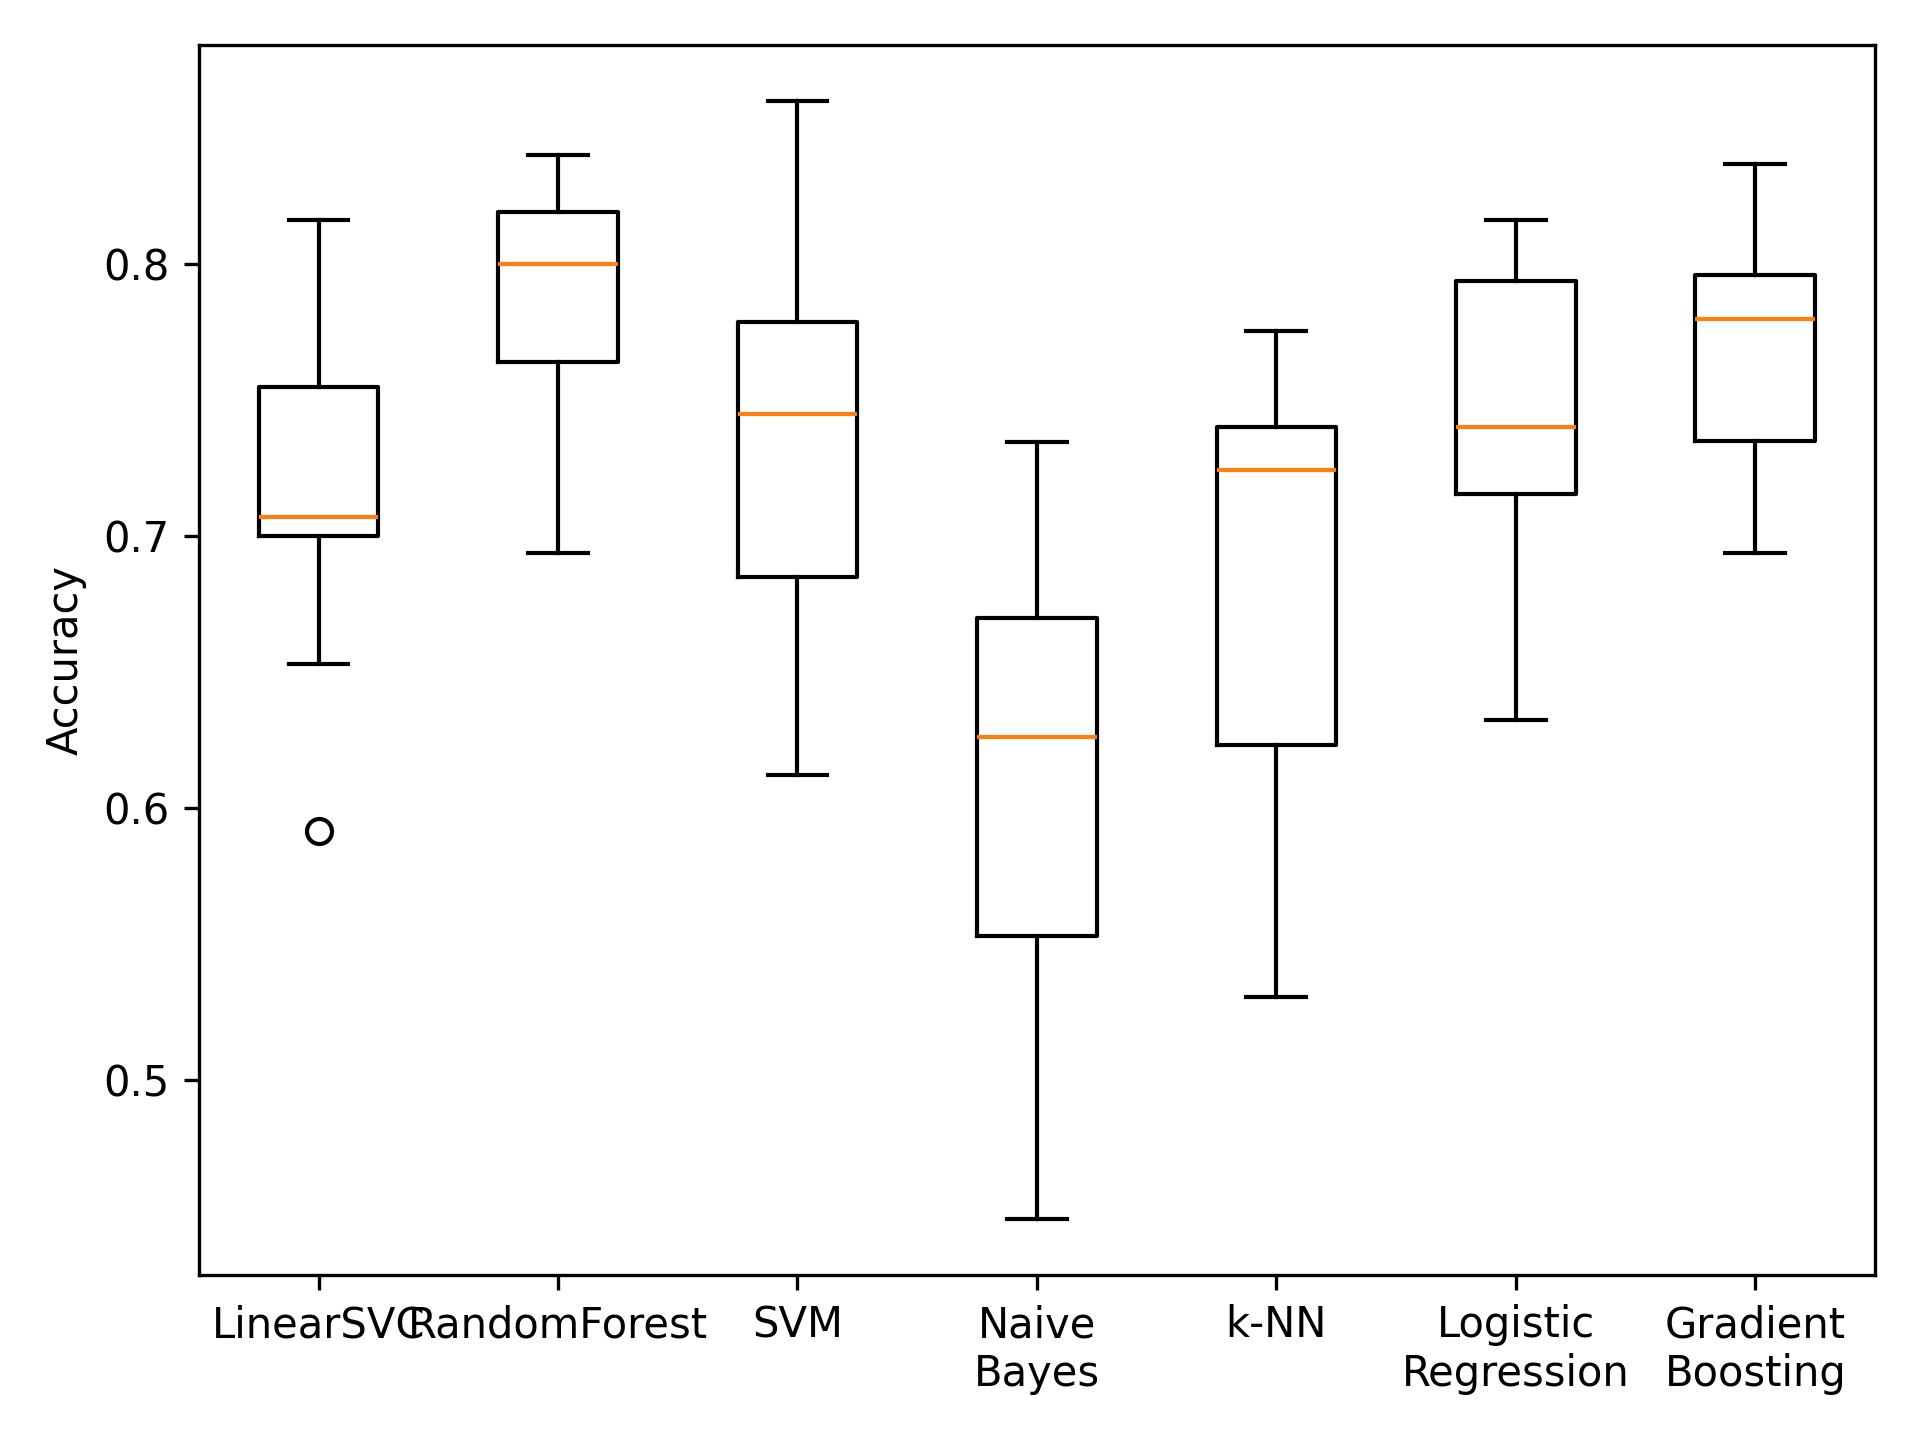 0.8
0.7
0.6
0.5
Accuracy
LinearSVC
RandomForest
SVM
Naive
Bayes
k-NN
Logistic
Regression
Gradient
Boosting